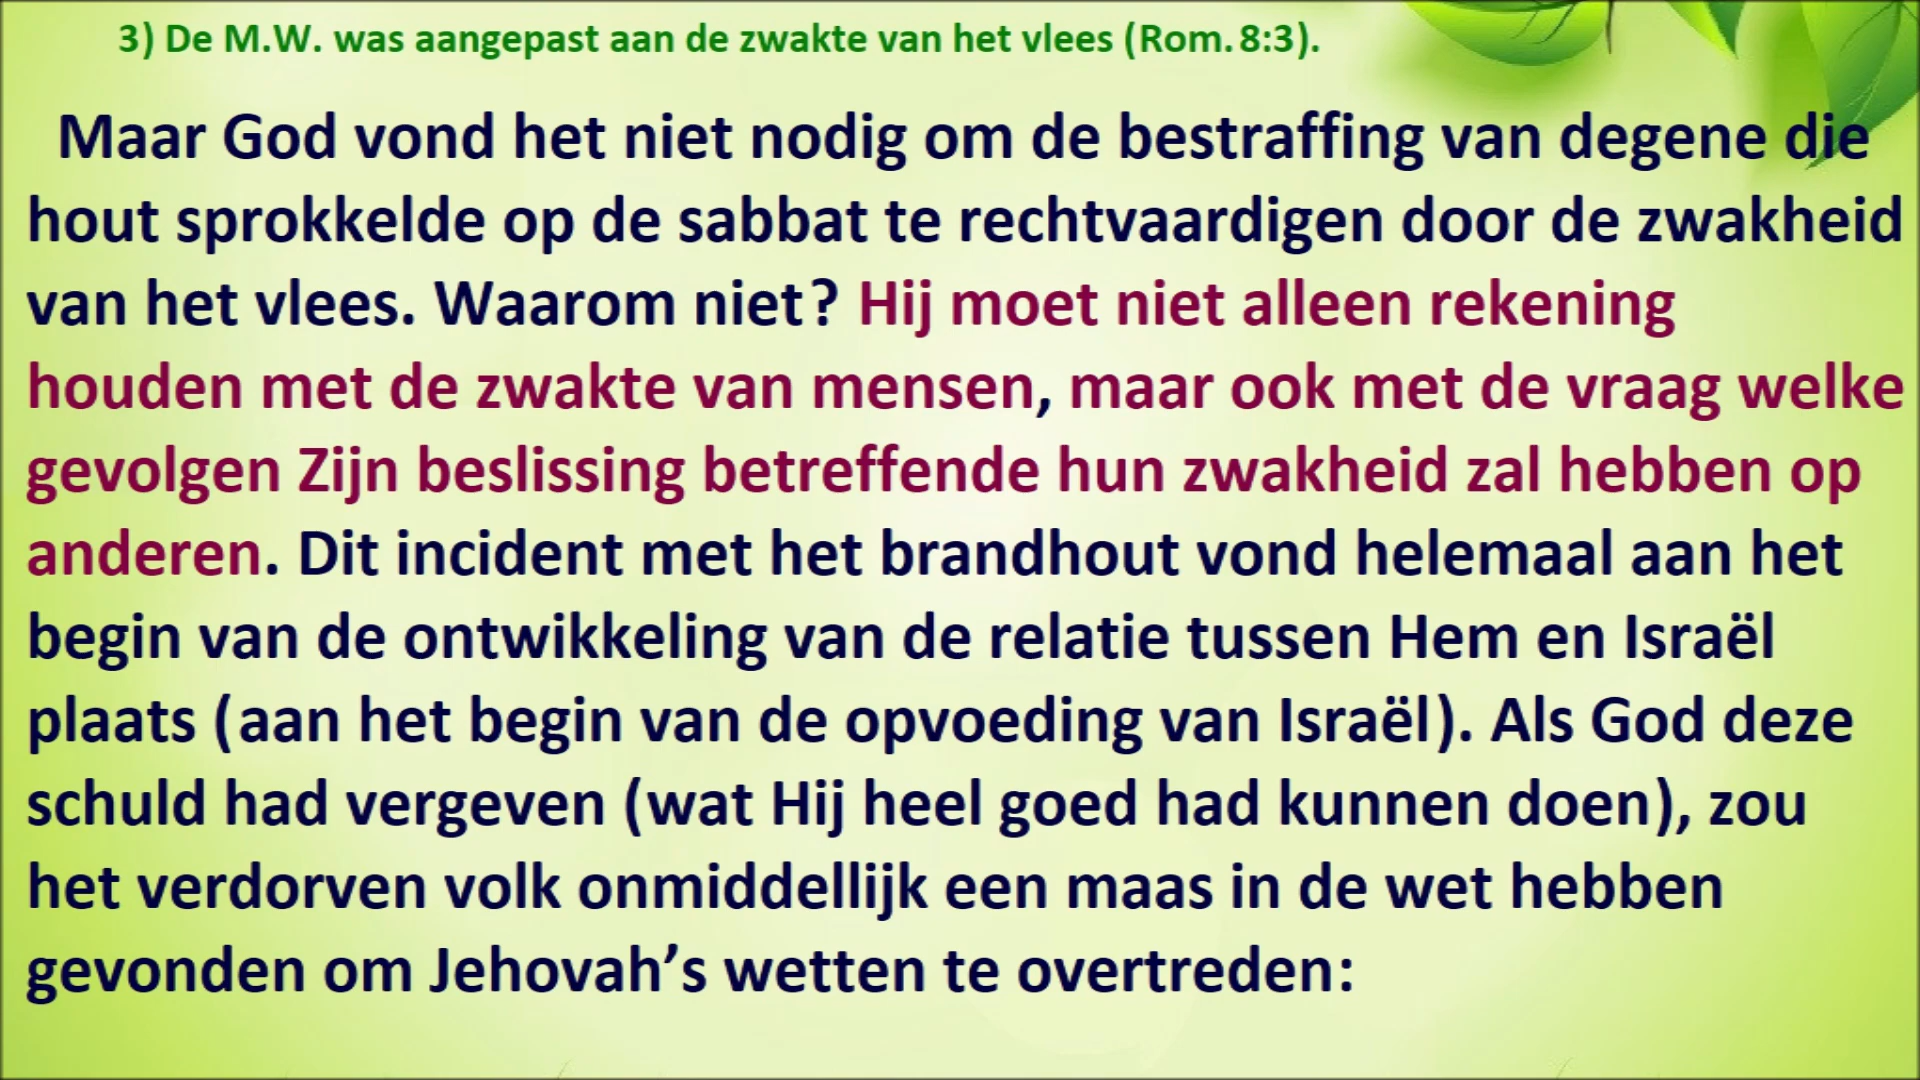 3) De M.W. was aangepast aan de zwakte van het vlees (Rom. 8:3).
Maar God vond het niet nodig om de bestraffing van degene die
hout sprokkelde op de sabbat te rechtvaardigen door de zwakheid
van het vlees. Waarom niet? Hij moet niet alleen rekening
houden met de zwakte van mensen, maar ook met de vraag welke
gevolgen Zijn beslissing betreffende hun zwakheid zal hebben op
anderen. Dit incident met het brandhout vond helemaal aan het
begin van de ontwikkeling van de relatie tussen Hem en Israël
plaats (aan het begin van de opvoeding van Israël). Als God deze
schuld had vergeven (wat Hij heel goed had kunnen doen), zou
het verdorven volk onmiddellijk een maas in de wet hebben
gevonden om Jehovah’s wetten te overtreden: